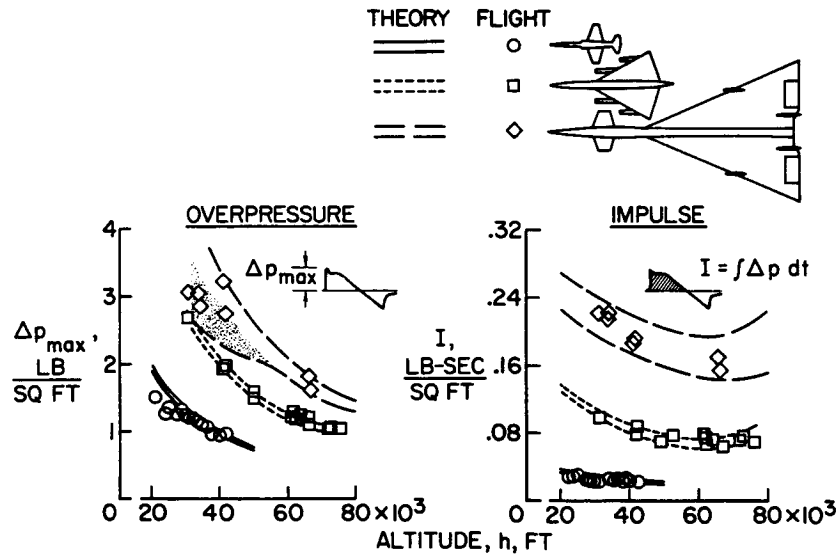 THEORY FLIGHT
OVERPRESSURE
IMPULSE
4
3
2
1
0
Δpmax,
LB
SQ FT
Δpmax
20 40 60 80×10³
.32
.24
.16
.08
0
I,
LB-SEC
SQ FT
I = ∫ Δp dt
20 40 60 80×10³
ALTITUDE, h, FT